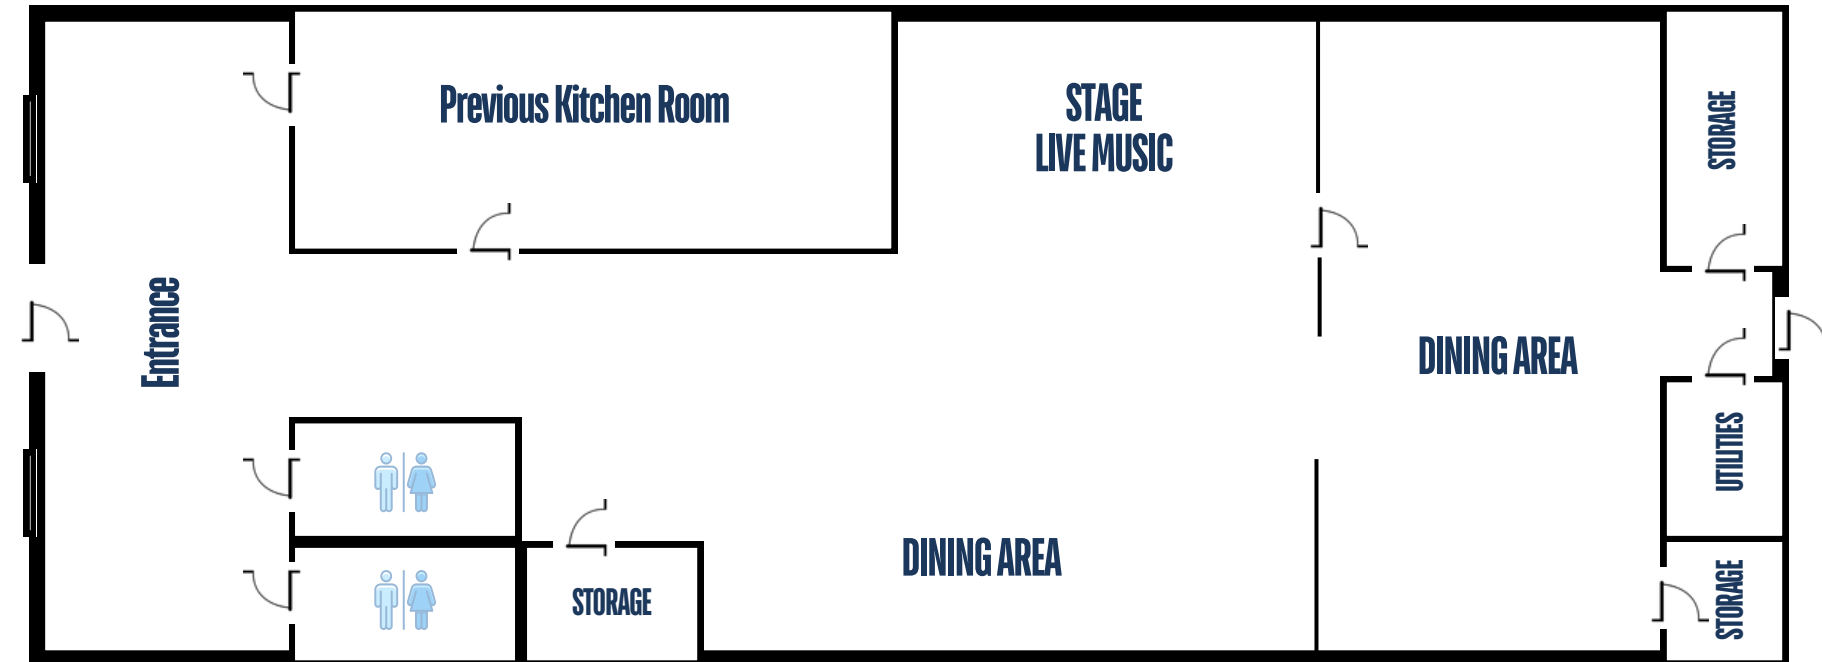 Previous Kitchen Room
STAGE
LIVE MUSIC
STORAGE
Entrance
DINING AREA
UTILITIES
DINING AREA
STORAGE
STORAGE